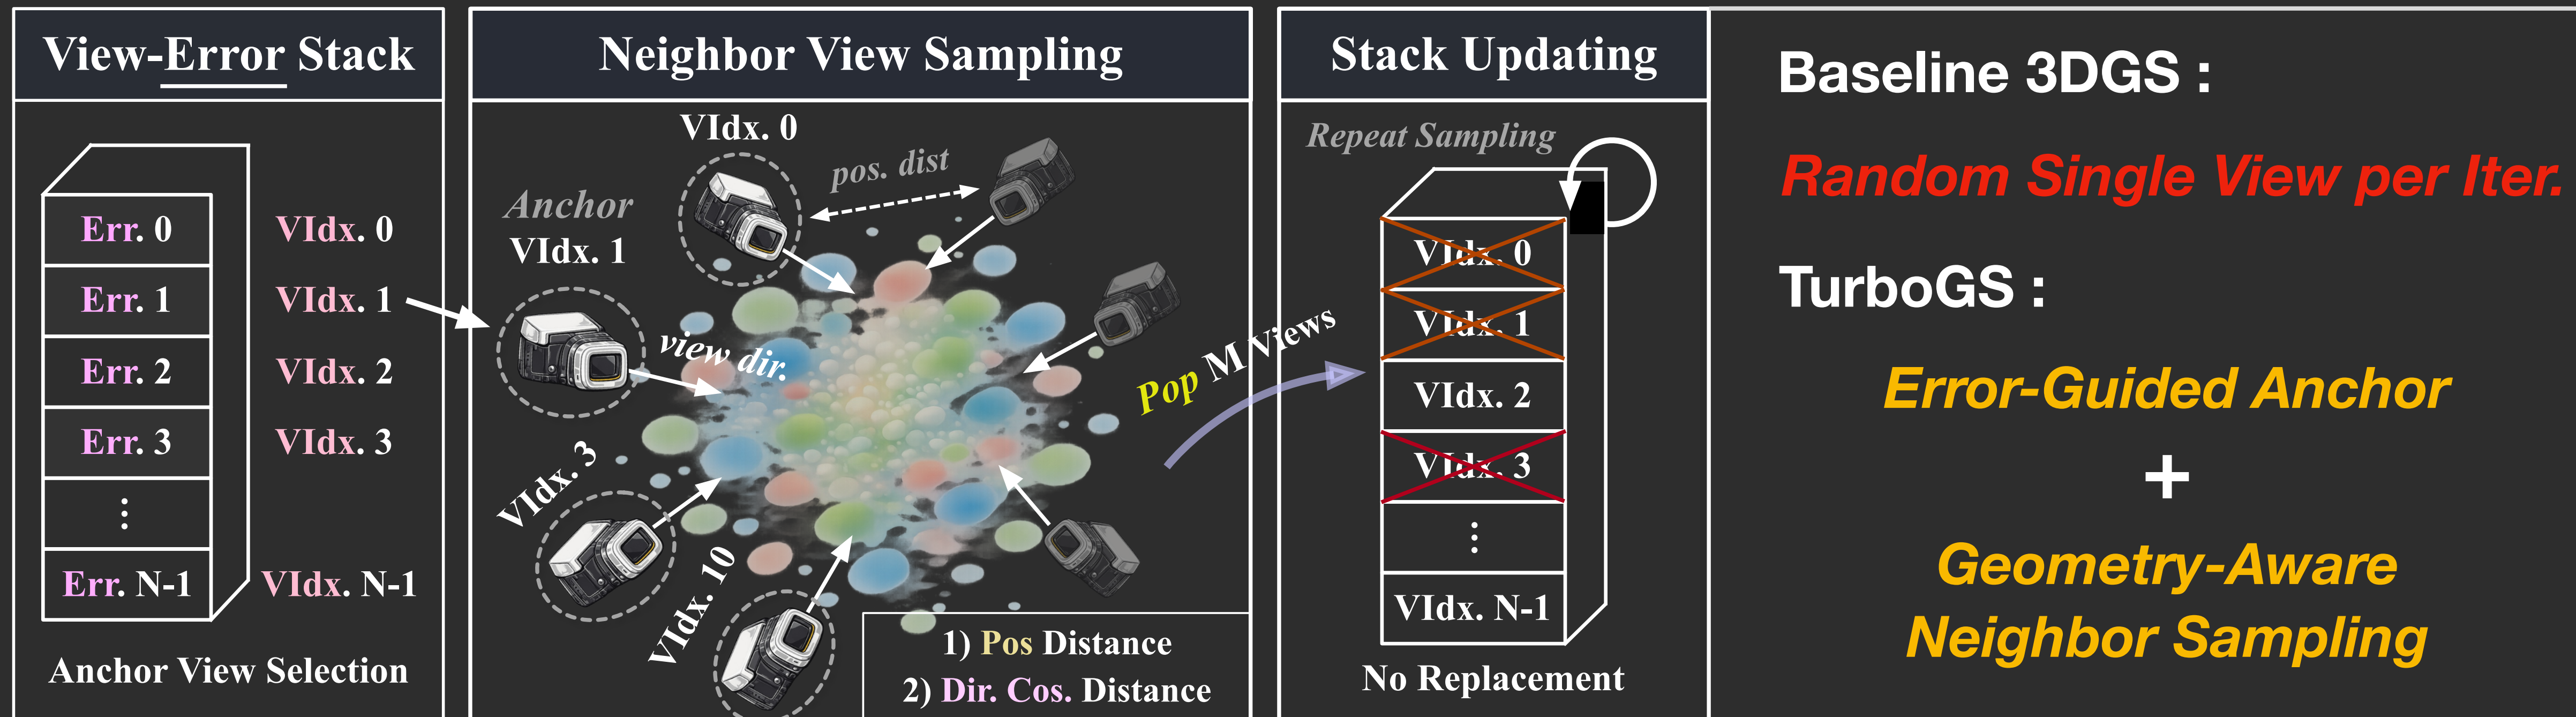 View-Error Stack
Err. 0 VIdx. 0
Err. 1 VIdx. 1
Err. 2 VIdx. 2
Err. 3 VIdx. 3
⋮
Err. N-1 VIdx. N-1
Anchor View Selection
Neighbor View Sampling
VIdx. 0
pos. dist
Anchor
VIdx. 1
view dir.
VIdx. 3
VIdx. 10
Pop M Views
1) Pos Distance
2) Dir. Cos. Distance
Stack Updating
Repeat Sampling
VIdx. 0
VIdx. 1
VIdx. 2
VIdx. 3
⋮
VIdx. N-1
No Replacement
Baseline 3DGS :
Random Single View per Iter.
TurboGS :
Error-Guided Anchor
+
Geometry-Aware
Neighbor Sampling